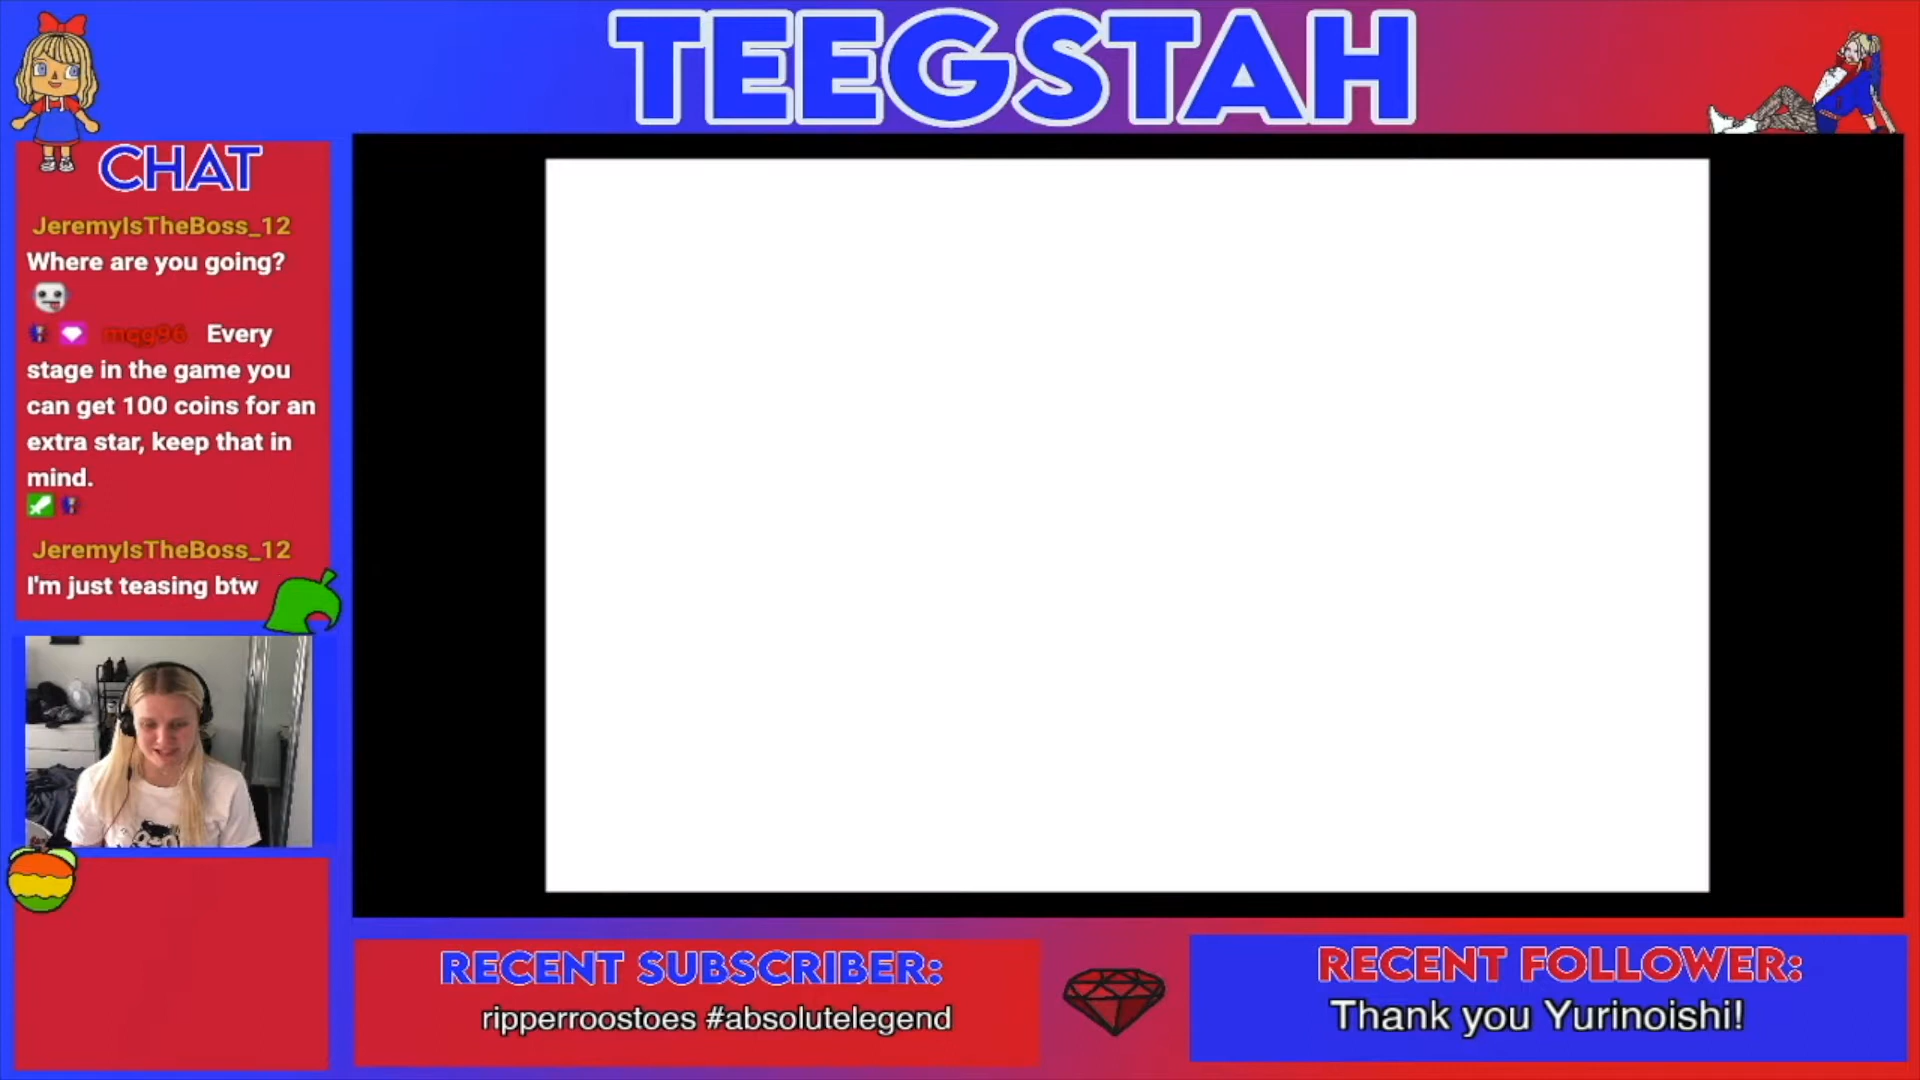 TEEGSTAH
CHAT
JeremyIsTheBoss_12
Where are you going?
mqg96 Every
stage in the game you
can get 100 coins for an
extra star, keep that in
mind.
JeremyIsTheBoss_12
I'm just teasing btw
RECENT SUBSCRIBER:
ripperroostoes #absolutelegend
RECENT FOLLOWER:
Thank you Yurinoishi!